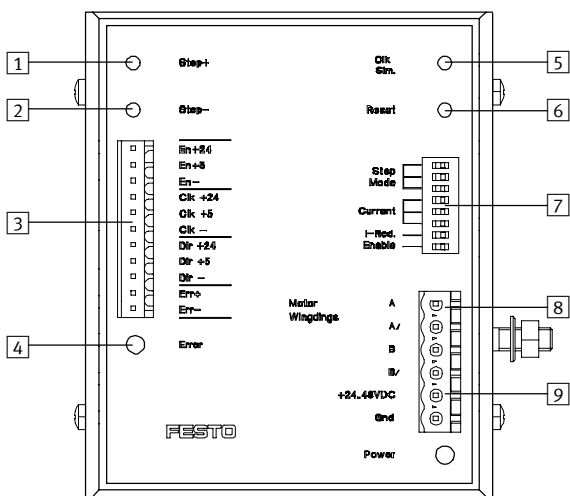 1
Step+
2
Step-
3
En+24
En+5
En-
Clk +24
Clk +5
Clk -
Dir +24
Dir +5
Dir -
Err+
Err-
4
Error
FESTO
Clk
Sim.
5
Reset
6
Step
Mode
Current
I-Red.
Enable
7
Motor
Wingdings
A
A/
B
B/
8
+24..48VDC
9
Gnd
Power